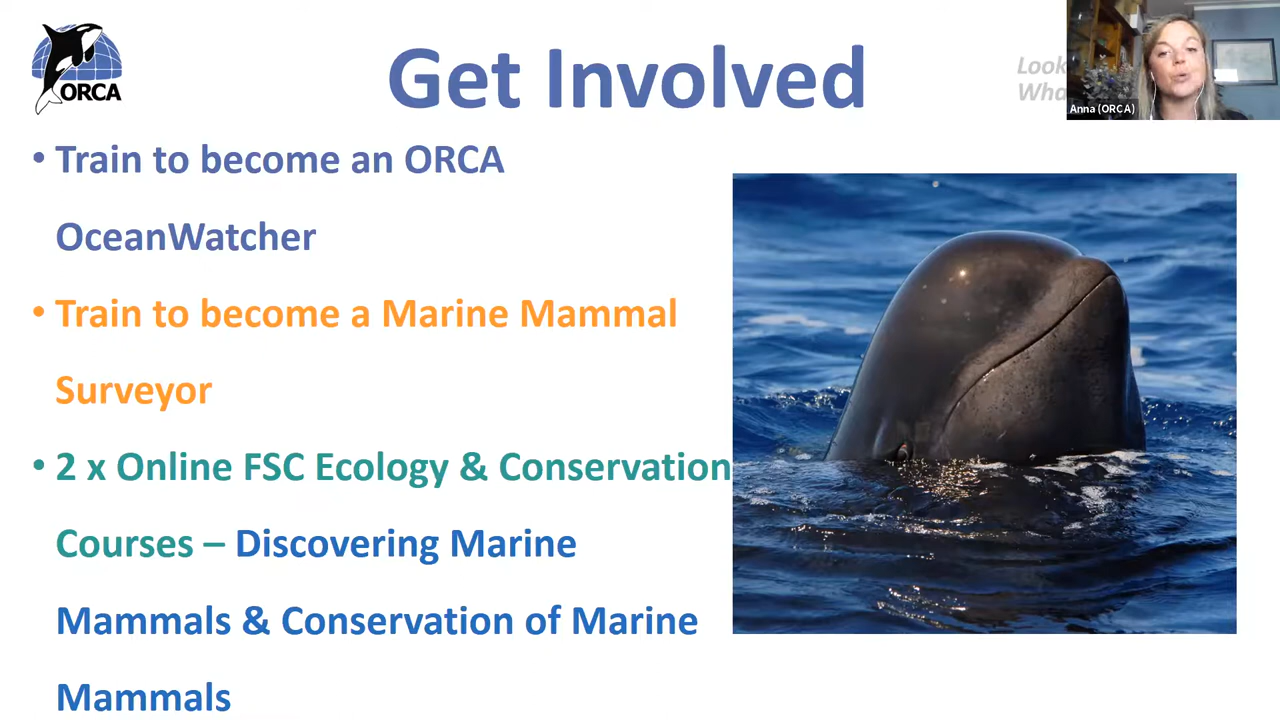 ORCA
Get Involved
Look
Anna (ORCA)
• Train to become an ORCA
OceanWatcher
• Train to become a Marine Mammal
Surveyor
• 2 x Online FSC Ecology & Conservation
Courses – Discovering Marine
Mammals & Conservation of Marine
Mammals